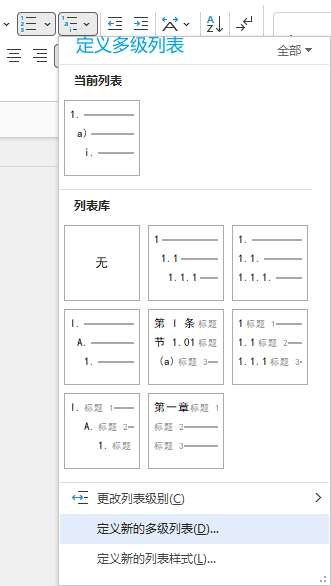 定义多级列表
全部
当前列表
1.
a)
i.
列表库
无
1
1.1
1.1.1
1.
1.1.
1.1.1.
I.
A.
1.
第 I 条 标题
节 1.01 标题
(a) 标题 3
1 标题 1
1.1 标题 2
1.1.1 标题 3
I. 标题 1
A. 标题 2
1. 标题
第一章 标题 1
标题 2
标题 3
更改列表级别(C)
定义新的多级列表(D)...
定义新的列表样式(L)...